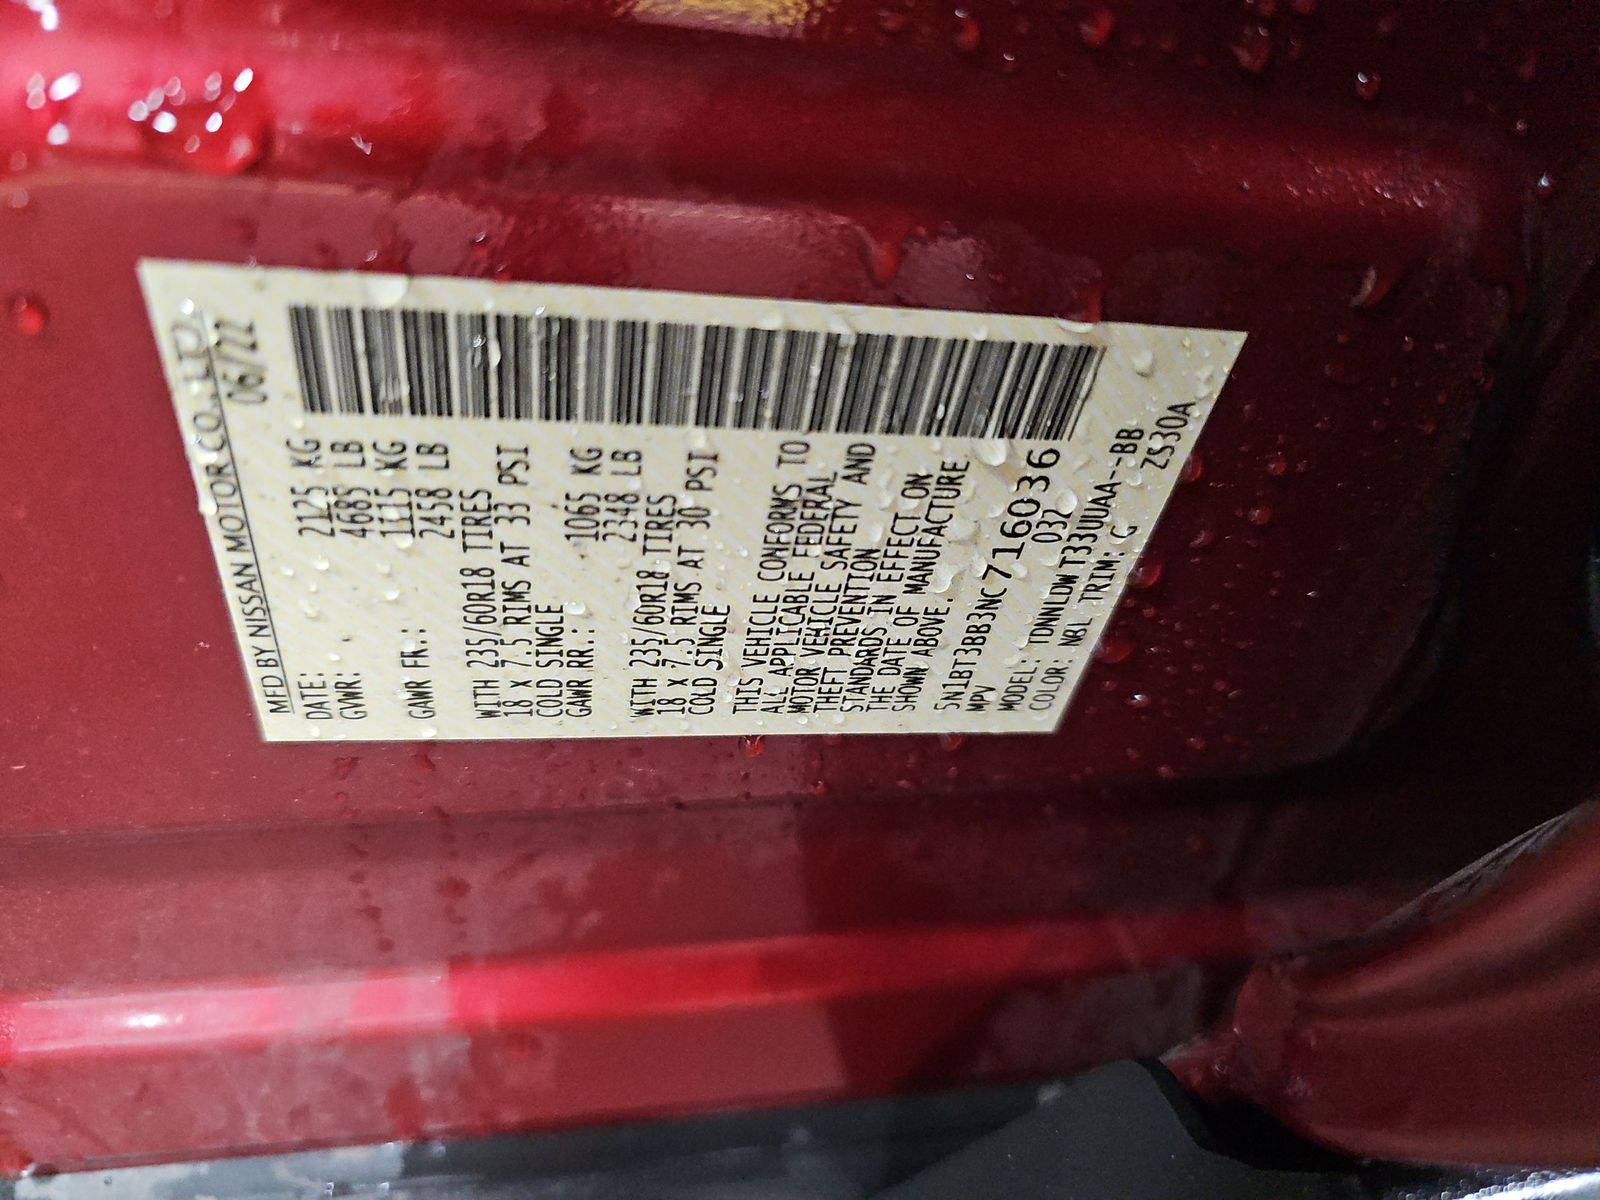 MFD BY NISSAN MOTOR CO., LTD.
DATE: 06/22
GVWR: 2125 KG
4685 LB
GAWR FR.: 1115 KG
2458 LB
WITH 235/60R18 TIRES
18 x 7.5 RIMS AT 33 PSI
COLD SINGLE
GAWR RR.: 1065 KG
2348 LB
WITH 235/60R18 TIRES
18 x 7.5 RIMS AT 30 PSI
COLD SINGLE
THIS VEHICLE CONFORMS TO
ALL APPLICABLE FEDERAL
MOTOR VEHICLE SAFETY AND
THEFT PREVENTION
STANDARDS IN EFFECT ON
THE DATE OF MANUFACTURE
SHOWN ABOVE.
5N1BT3BB3NC716036
MPV 032
MODEL: TDNNLDWT33UUAA--BB
COLOR: NBL TRIM: G ZS30A